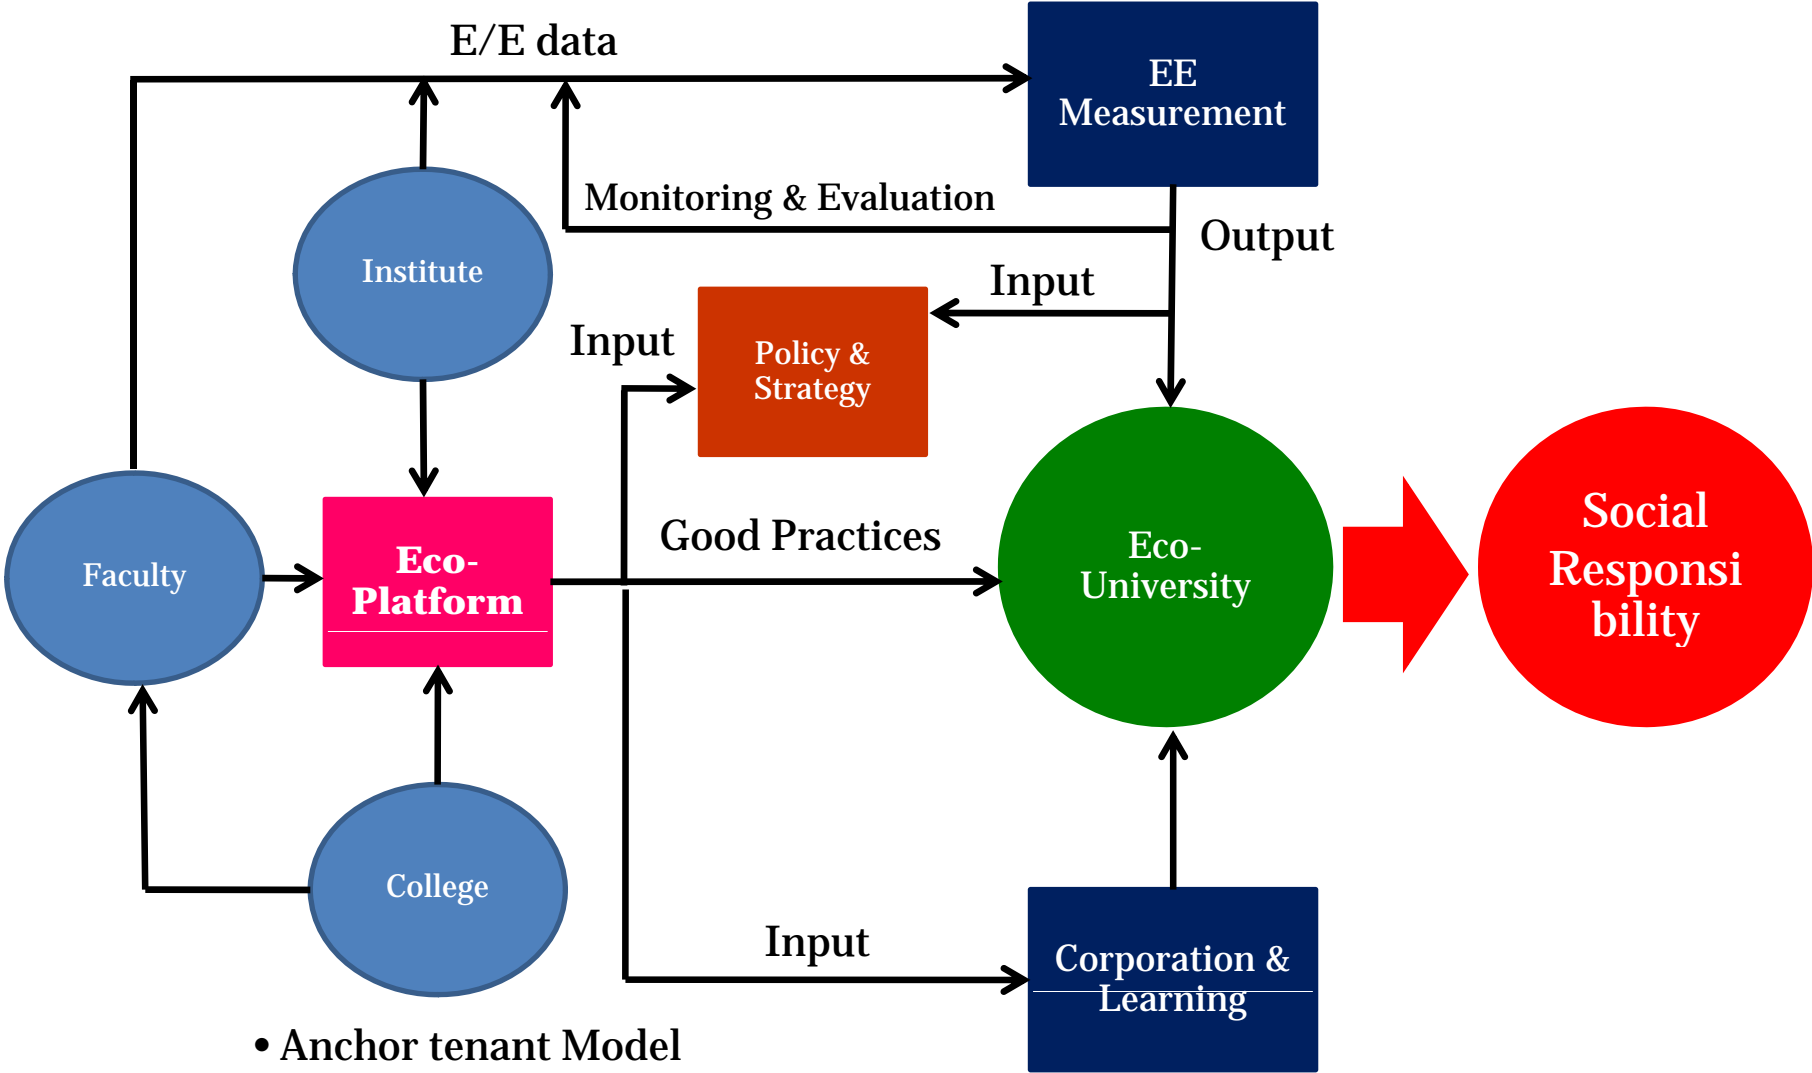 E/E data
EE
Measurement
Monitoring & Evaluation
Output
Institute
Input
Input
Policy &
Strategy
Good Practices
Eco-
Platform
Faculty
Eco-
University
Social
Responsi
bility
College
Input
Corporation &
Learning
• Anchor tenant Model